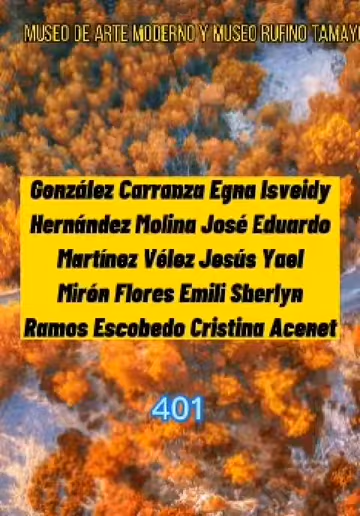 MUSEO DE ARTE MODERNO Y MUSEO RUFINO TAMAYO
González Carranza Egna Isveidy
Hernández Molina José Eduardo
Martínez Vélez Jesús Yael
Mirón Flores Emili Sherlyn
Ramos Escobedo Cristina Acenet
401